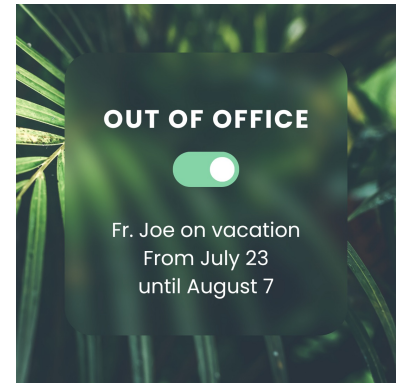 OUT OF OFFICE
Fr. Joe on vacation
From July 23
until August 7